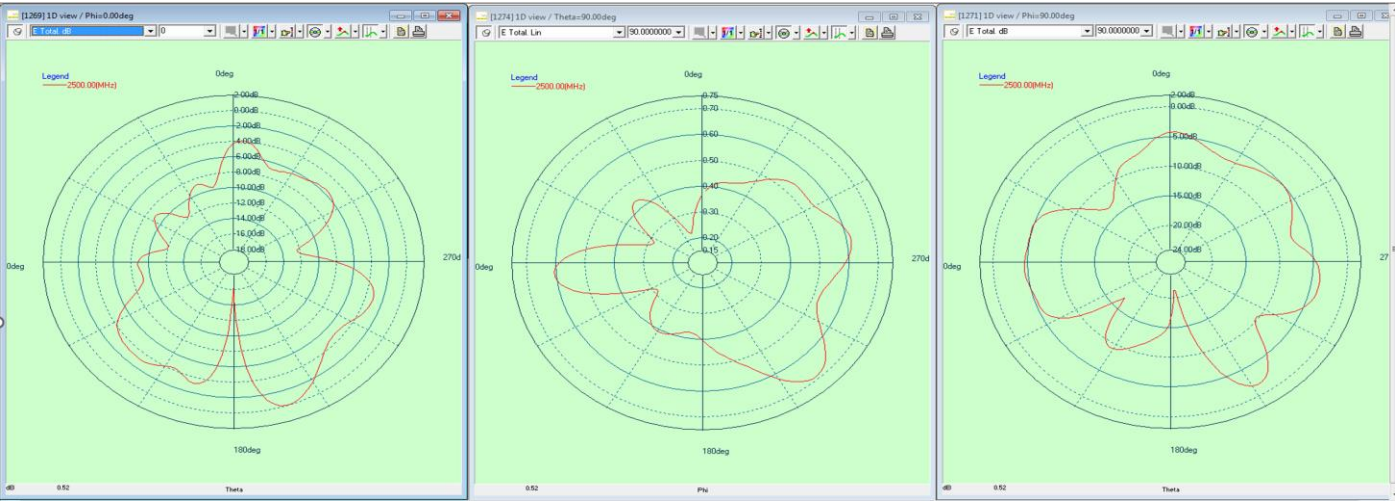 [1269] 1D view / Phi=0.00deg
E Total. dB
0
Legend
2500.00(MHz)
0deg
2.00dB
0.00dB
2.00dB
4.00dB
6.00dB
8.00dB
10.00dB
12.00dB
14.00dB
16.00dB
18.00dB
0deg
270d
180deg
dB
0.52
Theta
[1274] 1D view / Theta=90.00deg
E Total. Lin
90.0000000
Legend
2500.00(MHz)
0deg
0.75
0.70
0.60
0.50
0.40
0.30
0.20
0.15
0deg
270d
180deg
0.52
Phi
[1271] 1D view / Phi=90.00deg
E Total. dB
90.0000000
Legend
2500.00(MHz)
0deg
2.00dB
0.00dB
5.00dB
10.00dB
15.00dB
20.00dB
24.00dB
0deg
27
180deg
dB
0.52
Theta